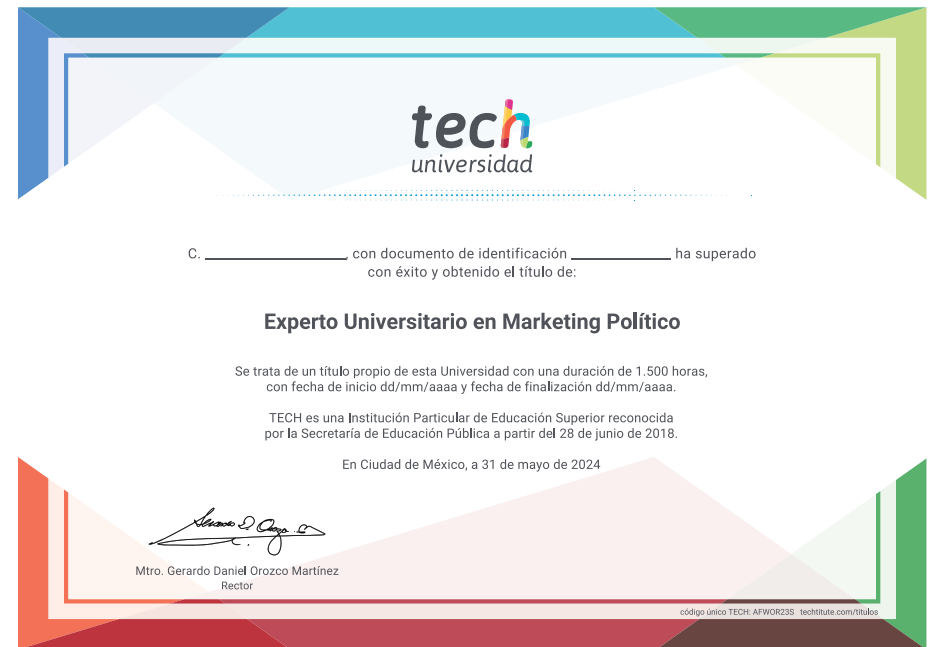 tech
universidad
C. ____________, con documento de identificación ____________ ha superado
con éxito y obtenido el título de:
Experto Universitario en Marketing Político
Se trata de un título propio de esta Universidad con una duración de 1.500 horas,
con fecha de inicio dd/mm/aaaa y fecha de finalización dd/mm/aaaa.
TECH es una Institución Particular de Educación Superior reconocida
por la Secretaría de Educación Pública a partir del 28 de junio de 2018.
En Ciudad de México, a 31 de mayo de 2024
Mtro. Gerardo Daniel Orozco Martínez
Rector
código único TECH: AFWOR23S techtitute.com/titulos